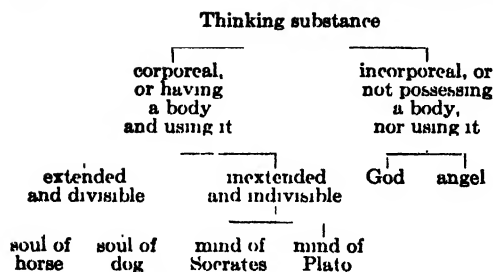 Thinking substance
corporeal, incorporeal, or
or having not possessing
a body a body,
and using it nor using it
extended inextended God angel
and divisible and indivisible
soul of soul of mind of mind of
horse dog Socrates Plato